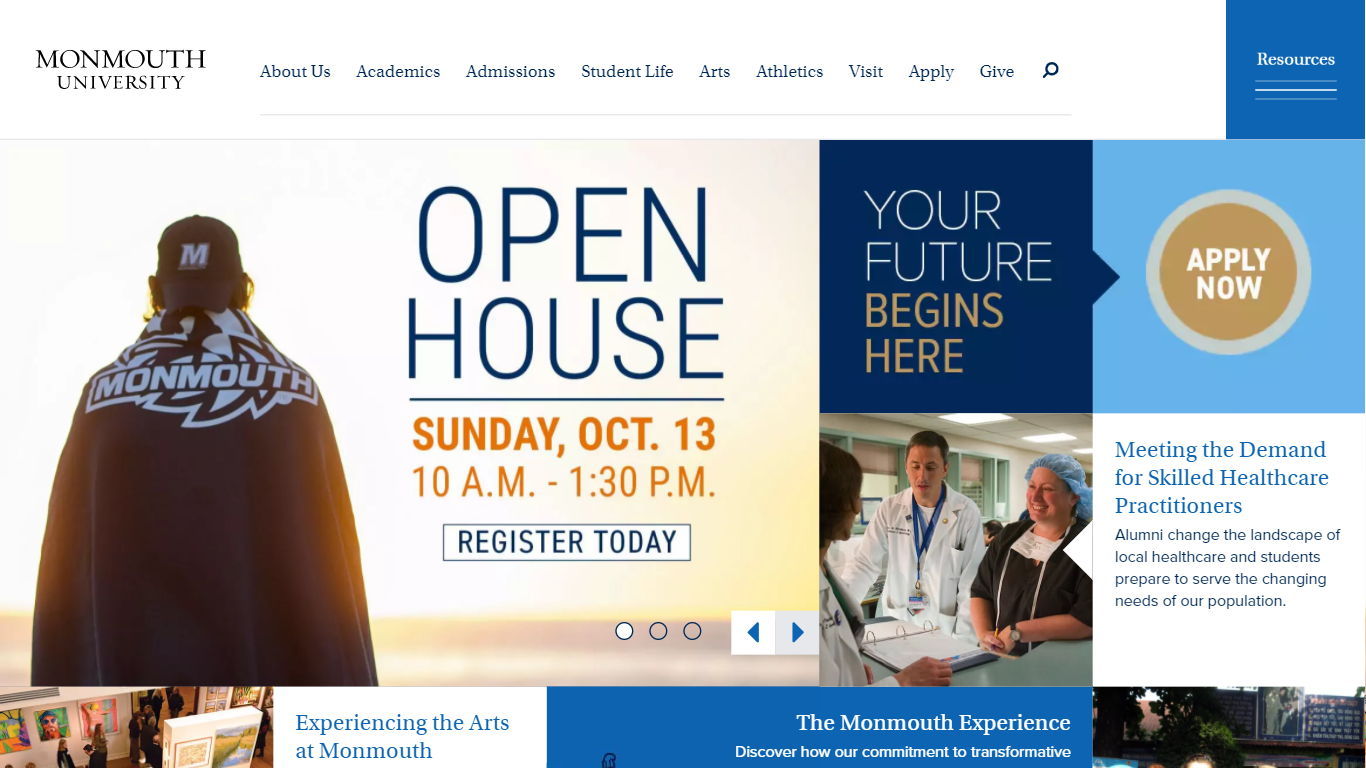 MONMOUTH
UNIVERSITY
About Us
Academics
Admissions
Student Life
Arts
Athletics
Visit
Apply
Give
Resources
M
MONMOUTH
OPEN
HOUSE
SUNDAY, OCT. 13
10 A.M. - 1:30 P.M.
REGISTER TODAY
YOUR
FUTURE
BEGINS
HERE
APPLY
NOW
Meeting the Demand
for Skilled Healthcare
Practitioners
Alumni change the landscape of
local healthcare and students
prepare to serve the changing
needs of our population.
Experiencing the Arts
at Monmouth
The Monmouth Experience
Discover how our commitment to transformative